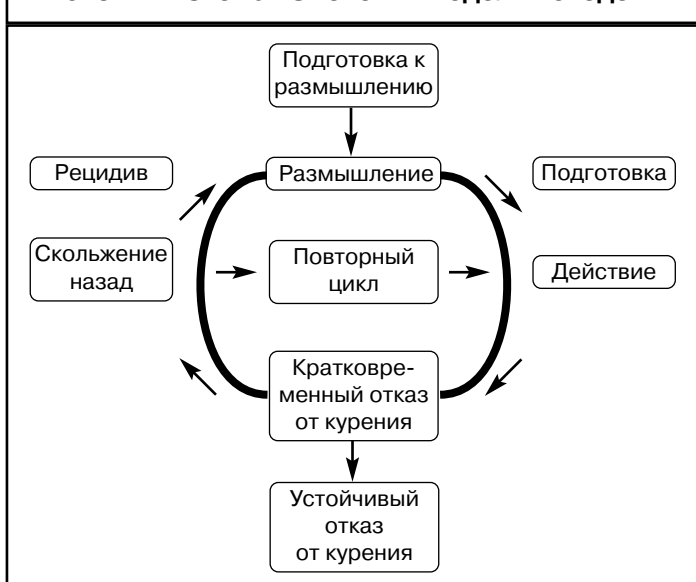 Подготовка к
размышлению
Рецидив
Размышление
Подготовка
Скольжение
назад
Повторный
цикл
Действие
Кратковре-
менный отказ
от курения
Устойчивый
отказ
от курения